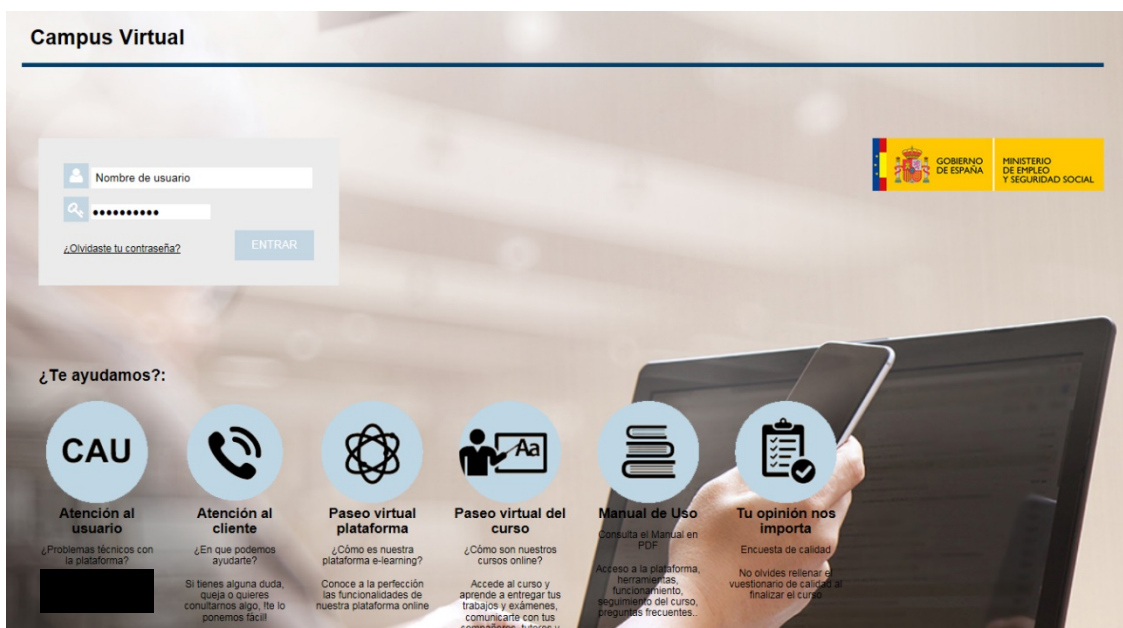 Campus Virtual
GOBIERNO
DE ESPAÑA
MINISTERIO
DE EMPLEO
Y SEGURIDAD SOCIAL
Nombre de usuario
••••••••••
¿Olvidaste tu contraseña?
ENTRAR
¿Te ayudamos?:
CAU
Atención al
usuario
¿Problemas técnicos con
la plataforma?
Atención al
cliente
¿En que podemos
ayudarte?
Si tienes alguna duda,
queja o quieres
consultarnos algo, !te lo
ponemos fácil!
Paseo virtual
plataforma
¿Cómo es nuestra
plataforma e-learning?
Conoce a la perfección
las funcionalidades de
nuestra plataforma online
Aa
Paseo virtual del
curso
¿Cómo son nuestros
cursos online?
Accede al curso y
aprende a entregar tus
trabajos y exámenes,
comunicarte con tus
compañeros, tutores y
Manual de Uso
Consulta el Manual en
PDF
Acceso a la plataforma,
herramientas,
funcionamiento,
seguimiento del curso,
preguntas frecuentes..
Tu opinión nos
importa
Encuesta de calidad
No olvides rellenar el
vuestionario de calidad al
finalizar el curso